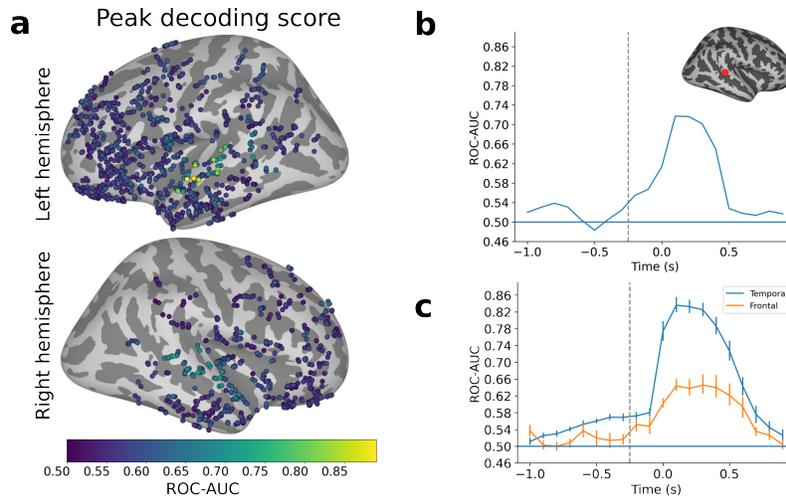 a
Peak decoding score
Left hemisphere
Right hemisphere
0.50 0.55 0.60 0.65 0.70 0.75 0.80 0.85
ROC-AUC
b
0.86
0.82
0.78
0.74
0.70
0.66
0.62
0.58
0.54
0.50
0.46
ROC-AUC
−1.0 −0.5 0.0 0.5
Time (s)
c
Tempora
Frontal
0.86
0.82
0.78
0.74
0.70
0.66
0.62
0.58
0.54
0.50
0.46
ROC-AUC
−1.0 −0.5 0.0 0.5
Time (s)